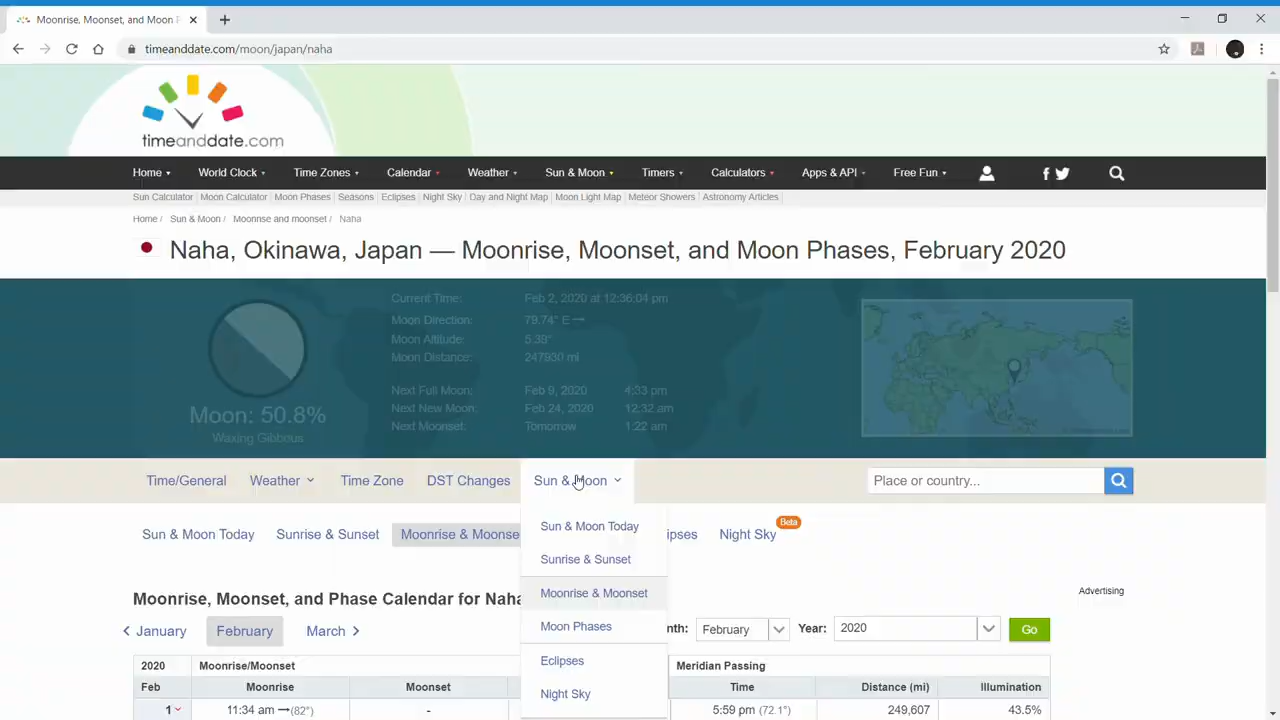 Moonrise, Moonset, and Moon P
timeanddate.com/moon/japan/naha
timeanddate.com
Home World Clock Time Zones Calendar Weather Sun & Moon Timers Calculators Apps & API Free Fun
Sun Calculator Moon Calculator Moon Phases Seasons Eclipses Night Sky Day and Night Map Moon Light Map Meteor Showers Astronomy Articles
Home / Sun & Moon / Moonrise and moonset / Naha
Naha, Okinawa, Japan — Moonrise, Moonset, and Moon Phases, February 2020
Current Time: Feb 2, 2020 at 12:36:04 pm
Moon Direction: 79.74° E
Moon Altitude: 5.39°
Moon Distance: 247930 mi
Next Full Moon: Feb 9, 2020 4:33 pm
Next New Moon: Feb 24, 2020 12:32 am
Next Moonset: Tomorrow 1:22 am
Moon: 50.8%
Waxing Gibbous
Time/General Weather Time Zone DST Changes Sun & Moon Place or country...
Sun & Moon Today Sunrise & Sunset Moonrise & Moonse ipses Night Sky Beta
Sun & Moon Today
Sunrise & Sunset
Moonrise & Moonset
Moon Phases
Eclipses
Night Sky
Advertising
Moonrise, Moonset, and Phase Calendar for Naha
January February March nth: February Year: 2020 Go
2020 Moonrise/Moonset Meridian Passing
Feb Moonrise Moonset Time Distance (mi) Illumination
1 11:34 am (82°) - 5:59 pm (72.1°) 249,607 43.5%